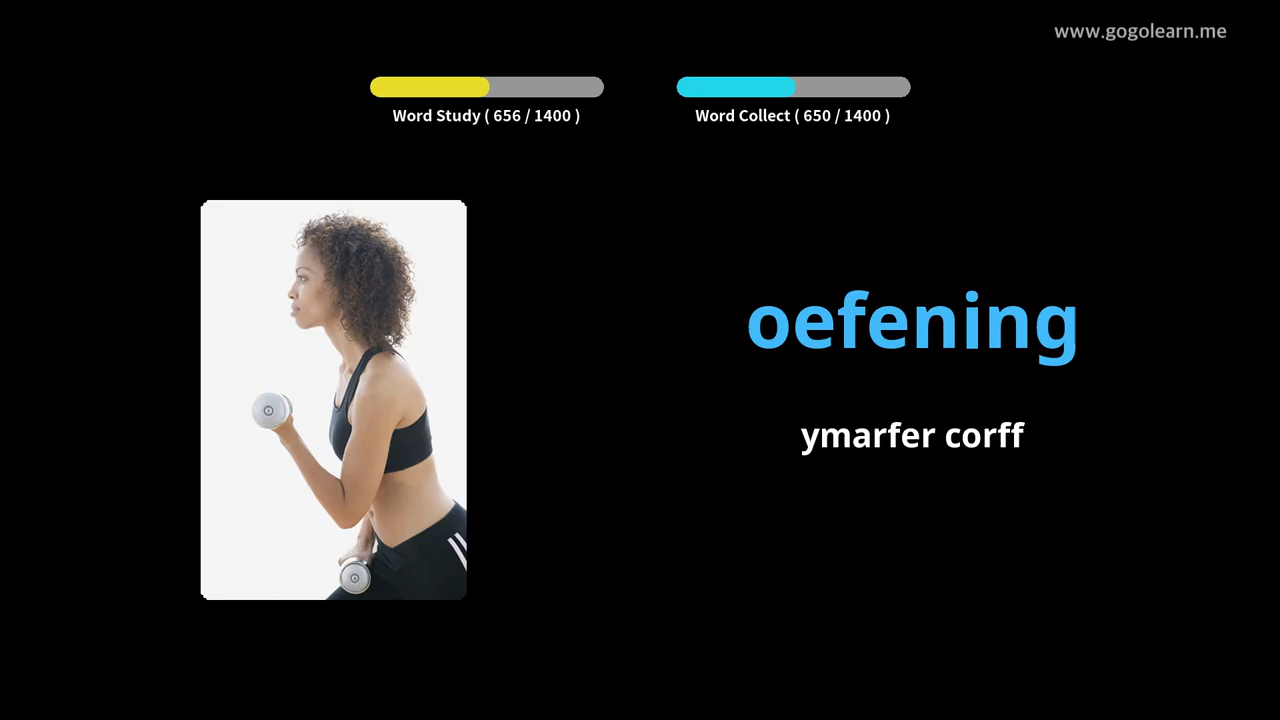 www.gogolearn.me
Word Study ( 656 / 1400 )
Word Collect ( 650 / 1400 )
oefening
ymarfer corff